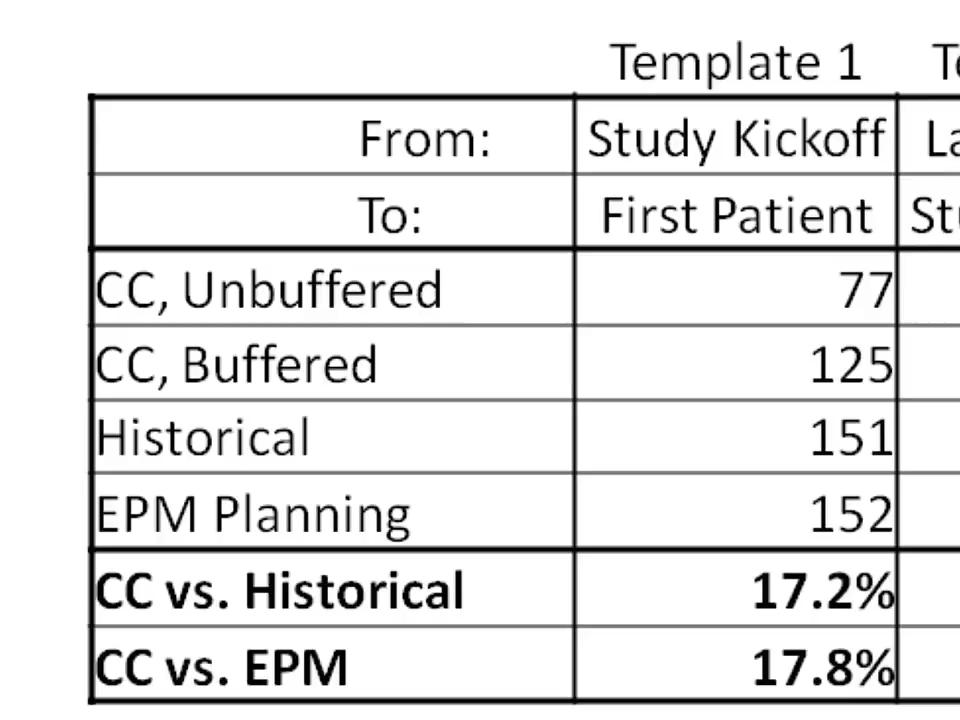 Template 1
From: Study Kickoff
To: First Patient
CC, Unbuffered 77
CC, Buffered 125
Historical 151
EPM Planning 152
CC vs. Historical 17.2%
CC vs. EPM 17.8%